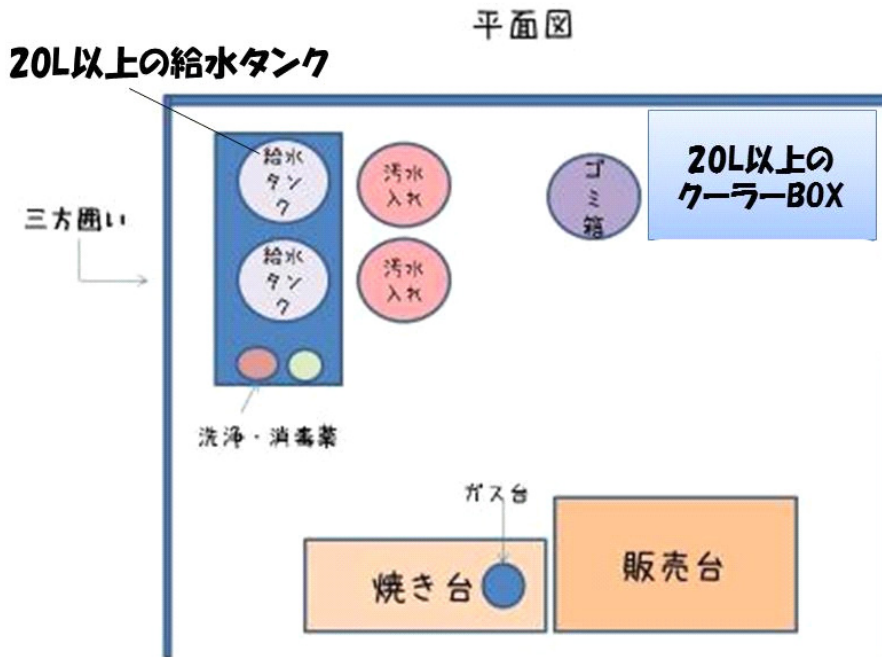 平面図
20L以上の給水タンク
給水
タン
ク
汚水
入れ
ゴ
ミ
箱
20L以上の
クーラーBOX
三方囲い
給水
タン
ク
汚水
入れ
洗浄・消毒薬
ガス台
焼き台
販売台